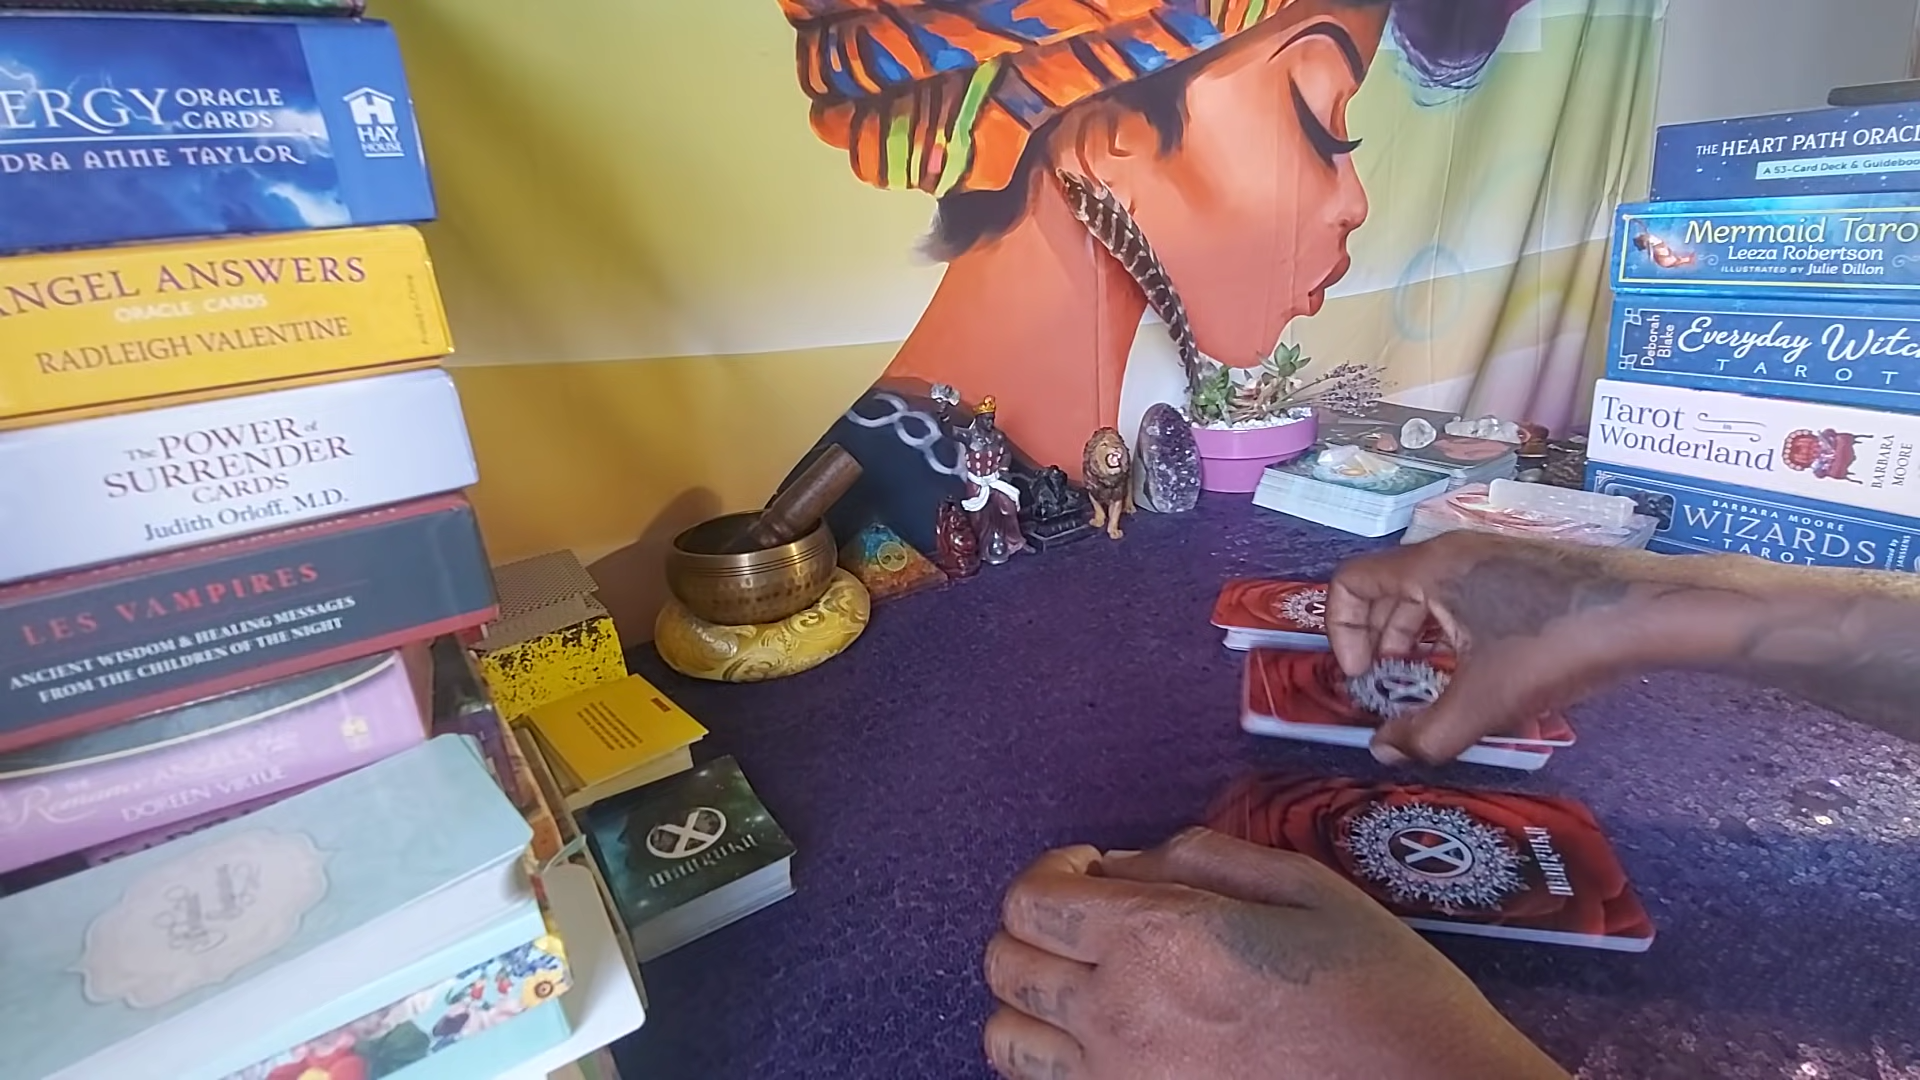 ERGY ORACLE
CARDS
DRA ANNE TAYLOR
HAY
HOUSE
ANGEL ANSWERS
ORACLE CARDS
RADLEIGH VALENTINE
The POWER of
SURRENDER
CARDS
Judith Orloff, M.D.
LES VAMPIRES
ANCIENT WISDOM & HEALING MESSAGES
FROM THE CHILDREN OF THE NIGHT
Romance ANGELS
DOREEN VIRTUE
THE HEART PATH ORACL
A 53-Card Deck & Guideboo
Mermaid Taro
Leeza Robertson
ILLUSTRATED BY Julie Dillon
Deborah
Blake
Everyday Witc
TAROT
Tarot in
Wonderland
BARBARA
MOORE
BARBARA MOORE
WIZARDS
TAROT